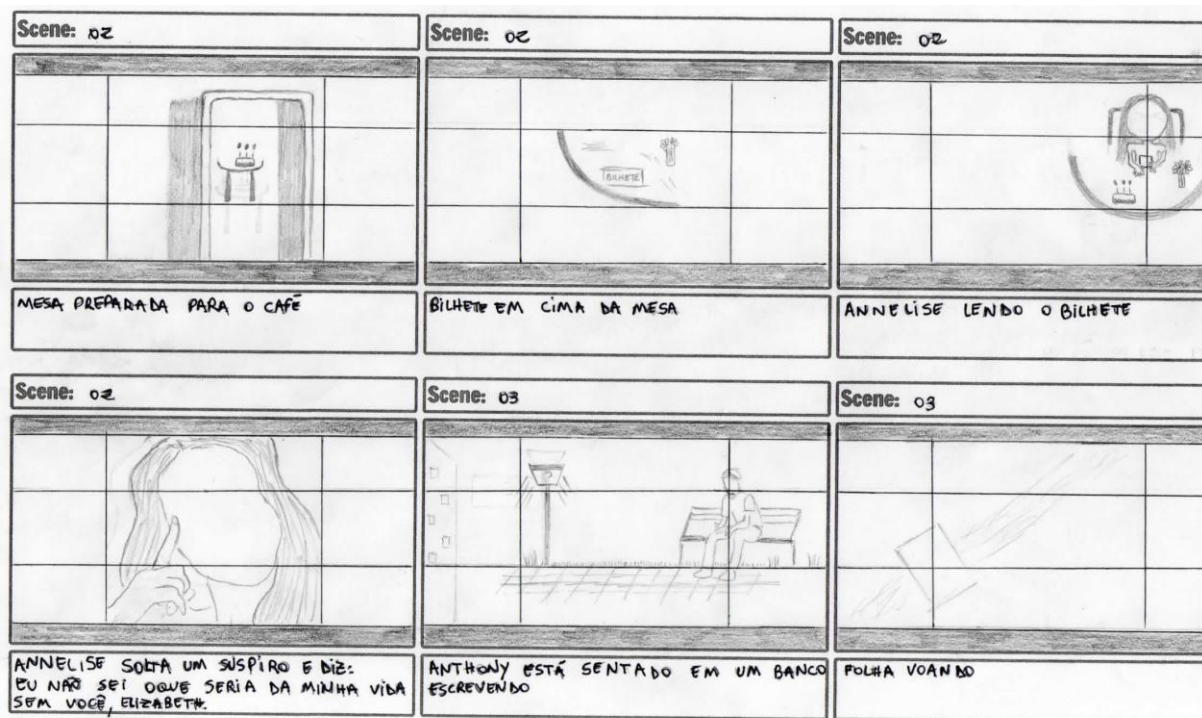 Scene: 02
Scene: 02
Scene: 02
BILHETE
MESA PREPARADA PARA O CAFÉ
BILHETE EM CIMA DA MESA
ANNELISE LENDO O BILHETE
Scene: 02
Scene: 03
Scene: 03
ANNELISE SOLTA UM SUSPIRO E DIZ:
EU NÃO SEI OQUE SERIA DA MINHA VIDA
SEM VOCÊ, ELIZABETH.
ANTHONY ESTÁ SENTADO EM UM BANCO
ESCREVENDO
FOLHA VOANDO